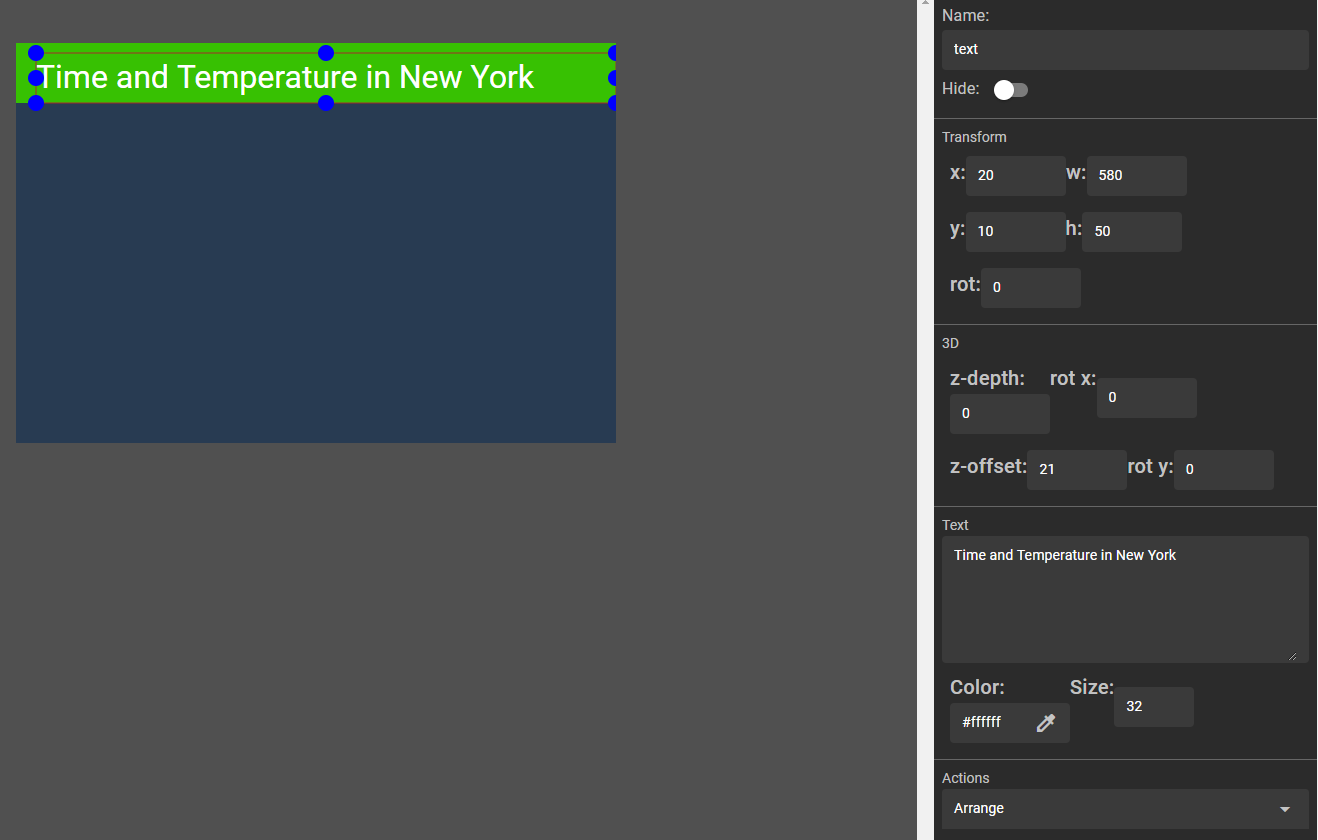 Time and Temperature in New York
Name:
text
Hide:
Transform
x: 20 w: 580
y: 10 h: 50
rot: 0
3D
z-depth: 0 rot x: 0
z-offset: 21 rot y: 0
Text
Time and Temperature in New York
Color: #ffffff Size: 32
Actions
Arrange